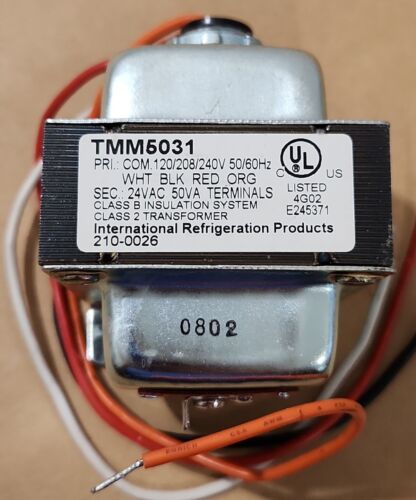 TMM5031
PRI.: COM.120/208/240V 50/60Hz
WHT BLK RED ORG
SEC.: 24VAC 50VA TERMINALS
CLASS B INSULATION SYSTEM
CLASS 2 TRANSFORMER
International Refrigeration Products
210-0026
UL
C US
LISTED
4G02
E245371
0802